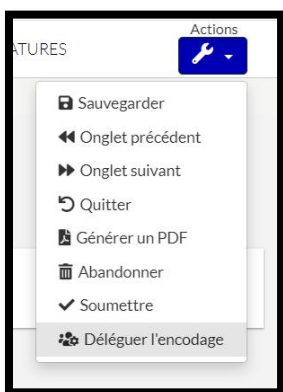 Actions
ATURES
Sauvegarder
Onglet précédent
Onglet suivant
Quitter
Générer un PDF
Abandonner
Soumettre
Déléguer l'encodage